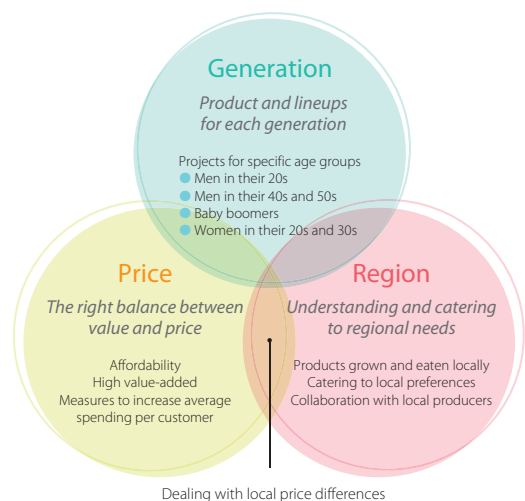 Generation
Product and lineups
for each generation
Projects for specific age groups
● Men in their 20s
● Men in their 40s and 50s
● Baby boomers
● Women in their 20s and 30s
Price
The right balance between
value and price
Affordability
High value-added
Measures to increase average
spending per customer
Region
Understanding and catering
to regional needs
Products grown and eaten locally
Catering to local preferences
Collaboration with local producers
Dealing with local price differences